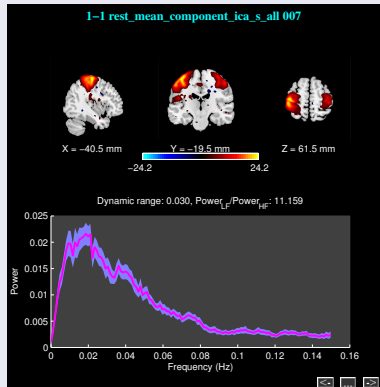 1−1 rest_mean_component_ica_s_all 007
X = −40.5 mm
Y = −19.5 mm
Z = 61.5 mm
−24.2
24.2
Dynamic range: 0.030, Power_LF/Power_HF: 11.159
0.025
0.02
0.015
0.01
0.005
0
Power
0 0.02 0.04 0.06 0.08 0.1 0.12 0.14 0.16
Frequency (Hz)
<- ... ->